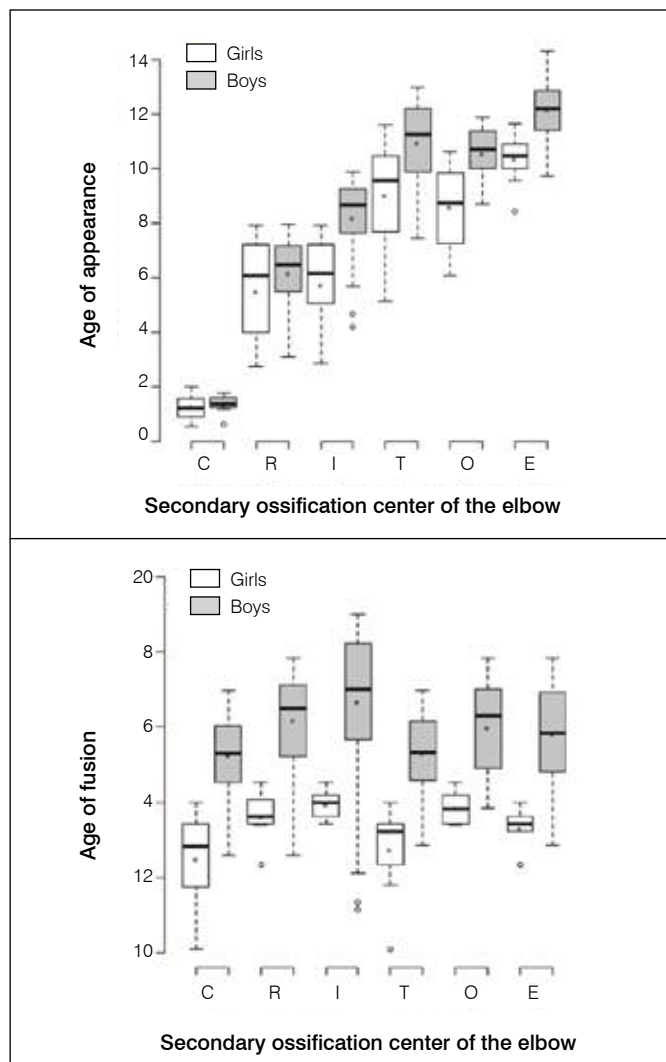 Girls
Boys
Age of appearance
14
12
10
8
6
4
2
0
C R I T O E
Secondary ossification center of the elbow
Girls
Boys
Age of fusion
20
8
6
4
12
10
C R I T O E
Secondary ossification center of the elbow